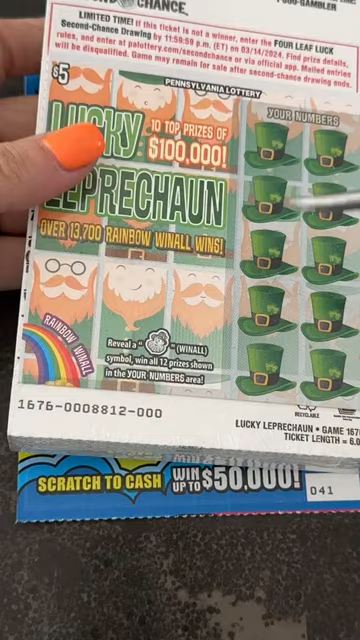 CHANCE
LIMITED TIME! If this ticket is not a winner, enter the FOUR LEAF LUCK
Second-Chance Drawing by 11:59:59 p.m. (ET) on 03/14/2024. Find prize details,
rules, and enter at palottery.com/secondchance or via official app. Mailed entries
will be disqualified. Game may remain for sale after second-chance drawing ends.
$5
PENNSYLVANIA LOTTERY
YOUR NUMBERS
LUCKY
10 TOP PRIZES OF
$100,000!
LEPRECHAUN
OVER 13,700 RAINBOW WINALL WINS!
RAINBOW WINALL
Reveal a " " (WINALL)
symbol, win all 12 prizes shown
in the YOUR NUMBERS area!
1676-0008812-000
RECYCLABLE
LUCKY LEPRECHAUN • GAME 167
TICKET LENGTH = 6.0
SCRATCH TO CASH
WIN
UP TO $50,000!
041